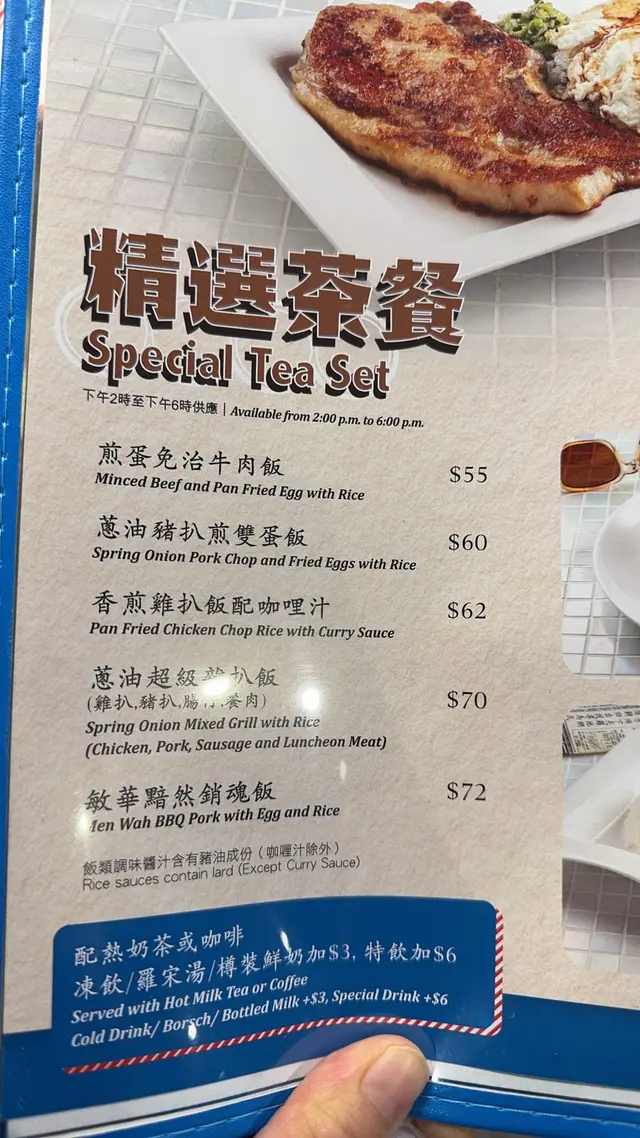 精選茶餐
Special Tea Set
下午2時至下午6時供應 | Available from 2:00 p.m. to 6:00 p.m.
煎蛋免治牛肉飯 $55
Minced Beef and Pan Fried Egg with Rice
蔥油豬扒煎雙蛋飯 $60
Spring Onion Pork Chop and Fried Eggs with Rice
香煎雞扒飯配咖哩汁 $62
Pan Fried Chicken Chop Rice with Curry Sauce
蔥油超級雜扒飯 $70
(雞扒,豬扒,腸仔,餐肉)
Spring Onion Mixed Grill with Rice
(Chicken, Pork, Sausage and Luncheon Meat)
敏華黯然銷魂飯 $72
Men Wah BBQ Pork with Egg and Rice
飯類調味醬汁含有豬油成份（咖喱汁除外）
Rice sauces contain lard (Except Curry Sauce)
配熱奶茶或咖啡
凍飲/羅宋湯/樽裝鮮奶加$3, 特飲加$6
Served with Hot Milk Tea or Coffee
Cold Drink/ Borsch/ Bottled Milk +$3, Special Drink +$6